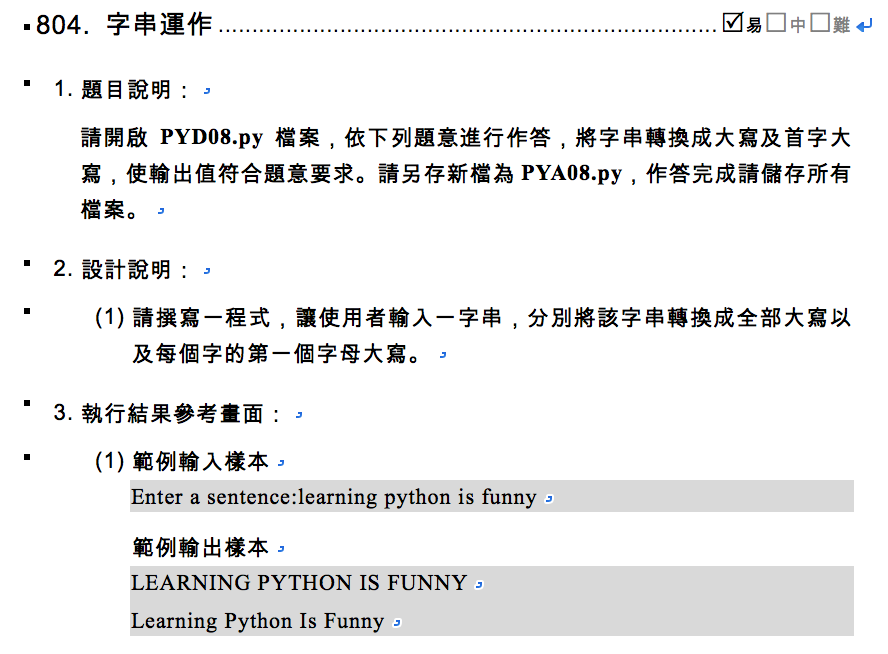 804. 字串運作 ........................................................................... ☑易☐中☐難
1. 題目說明：
請開啟 PYD08.py 檔案，依下列題意進行作答，將字串轉換成大寫及首字大
寫，使輸出值符合題意要求。請另存新檔為 PYA08.py，作答完成請儲存所有
檔案。
2. 設計說明：
(1) 請撰寫一程式，讓使用者輸入一字串，分別將該字串轉換成全部大寫以
及每個字的第一個字母大寫。
3. 執行結果參考畫面：
(1) 範例輸入樣本
Enter a sentence:learning python is funny
範例輸出樣本
LEARNING PYTHON IS FUNNY
Learning Python Is Funny